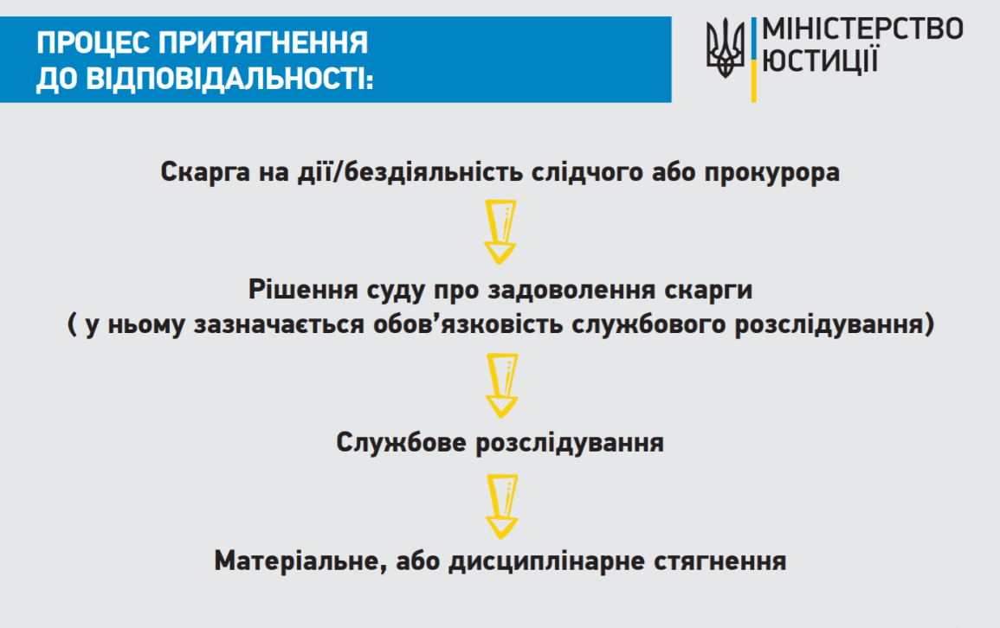 ПРОЦЕС ПРИТЯГНЕННЯ
ДО ВІДПОВІДАЛЬНОСТІ:
МІНІСТЕРСТВО
ЮСТИЦІЇ
Скарга на дії/бездіяльність слідчого або прокурора
Рішення суду про задоволення скарги
( у ньому зазначається обов’язковість службового розслідування)
Службове розслідування
Матеріальне, або дисциплінарне стягнення